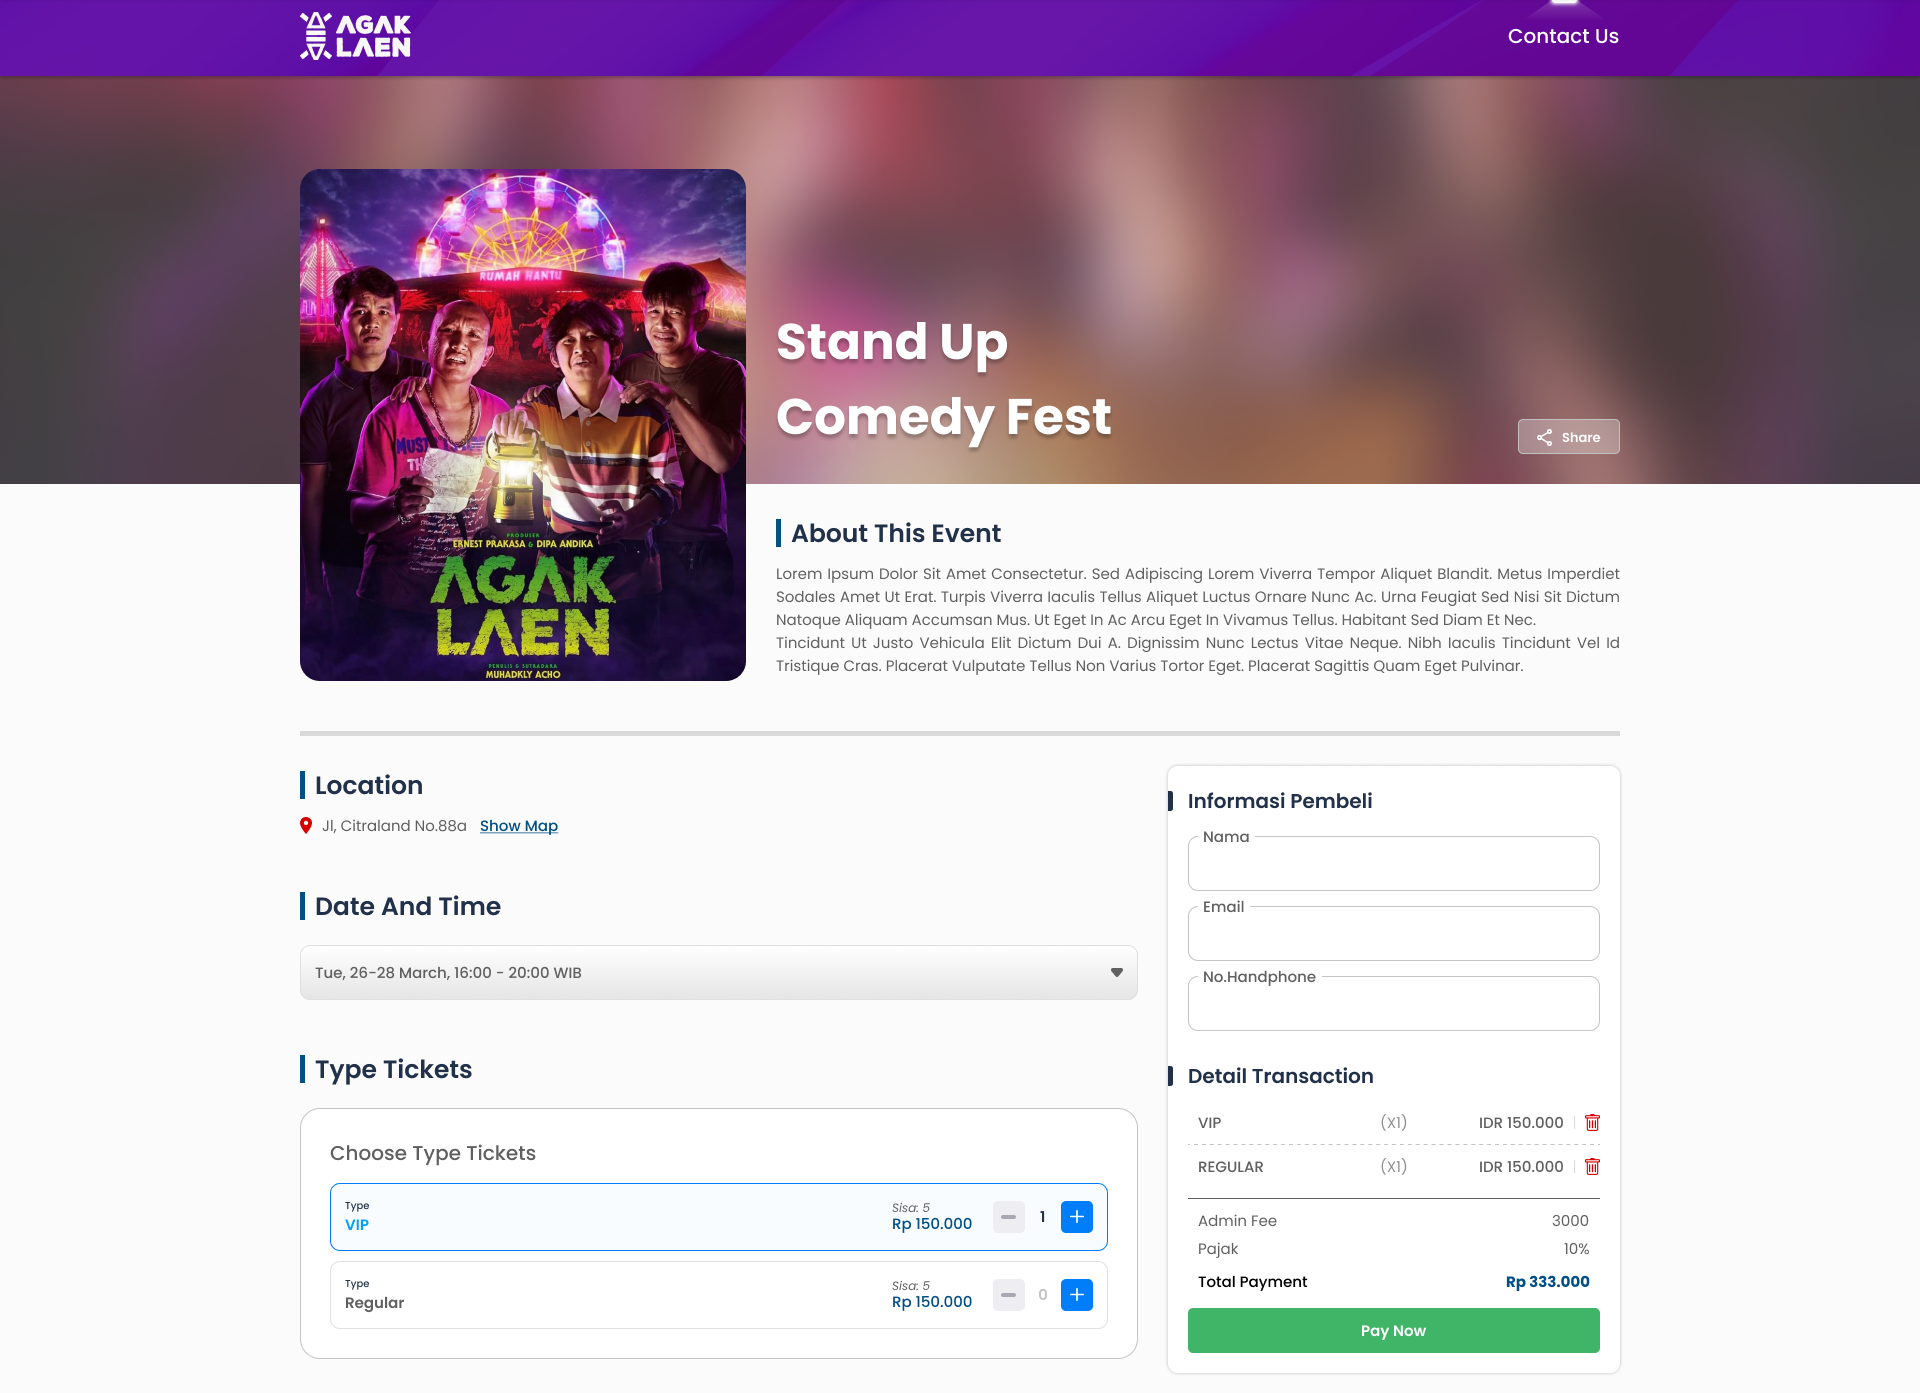 AGAK
LAEN
Contact Us
RUMAH HANTU
MUST
TH
PRODUSER
ERNEST PRAKASA & DIPA ANDIKA
AGAK
LAEN
PENULIS & SUTRADARA
MUHADKLY ACHO
Stand Up
Comedy Fest
Share
About This Event
Lorem Ipsum Dolor Sit Amet Consectetur. Sed Adipiscing Lorem Viverra Tempor Aliquet Blandit. Metus Imperdiet
Sodales Amet Ut Erat. Turpis Viverra Iaculis Tellus Aliquet Luctus Ornare Nunc Ac. Urna Feugiat Sed Nisi Sit Dictum
Natoque Aliquam Accumsan Mus. Ut Eget In Ac Arcu Eget In Vivamus Tellus. Habitant Sed Diam Et Nec.
Tincidunt Ut Justo Vehicula Elit Dictum Dui A. Dignissim Nunc Lectus Vitae Neque. Nibh Iaculis Tincidunt Vel Id
Tristique Cras. Placerat Vulputate Tellus Non Varius Tortor Eget. Placerat Sagittis Quam Eget Pulvinar.
Location
Jl, Citraland No.88a Show Map
Date And Time
Tue, 26-28 March, 16:00 - 20:00 WIB
Type Tickets
Choose Type Tickets
Type
VIP
Sisa: 5
Rp 150.000
1
Type
Regular
Sisa: 5
Rp 150.000
0
Informasi Pembeli
Nama
Email
No.Handphone
Detail Transaction
VIP (X1) IDR 150.000
REGULAR (X1) IDR 150.000
Admin Fee 3000
Pajak 10%
Total Payment Rp 333.000
Pay Now